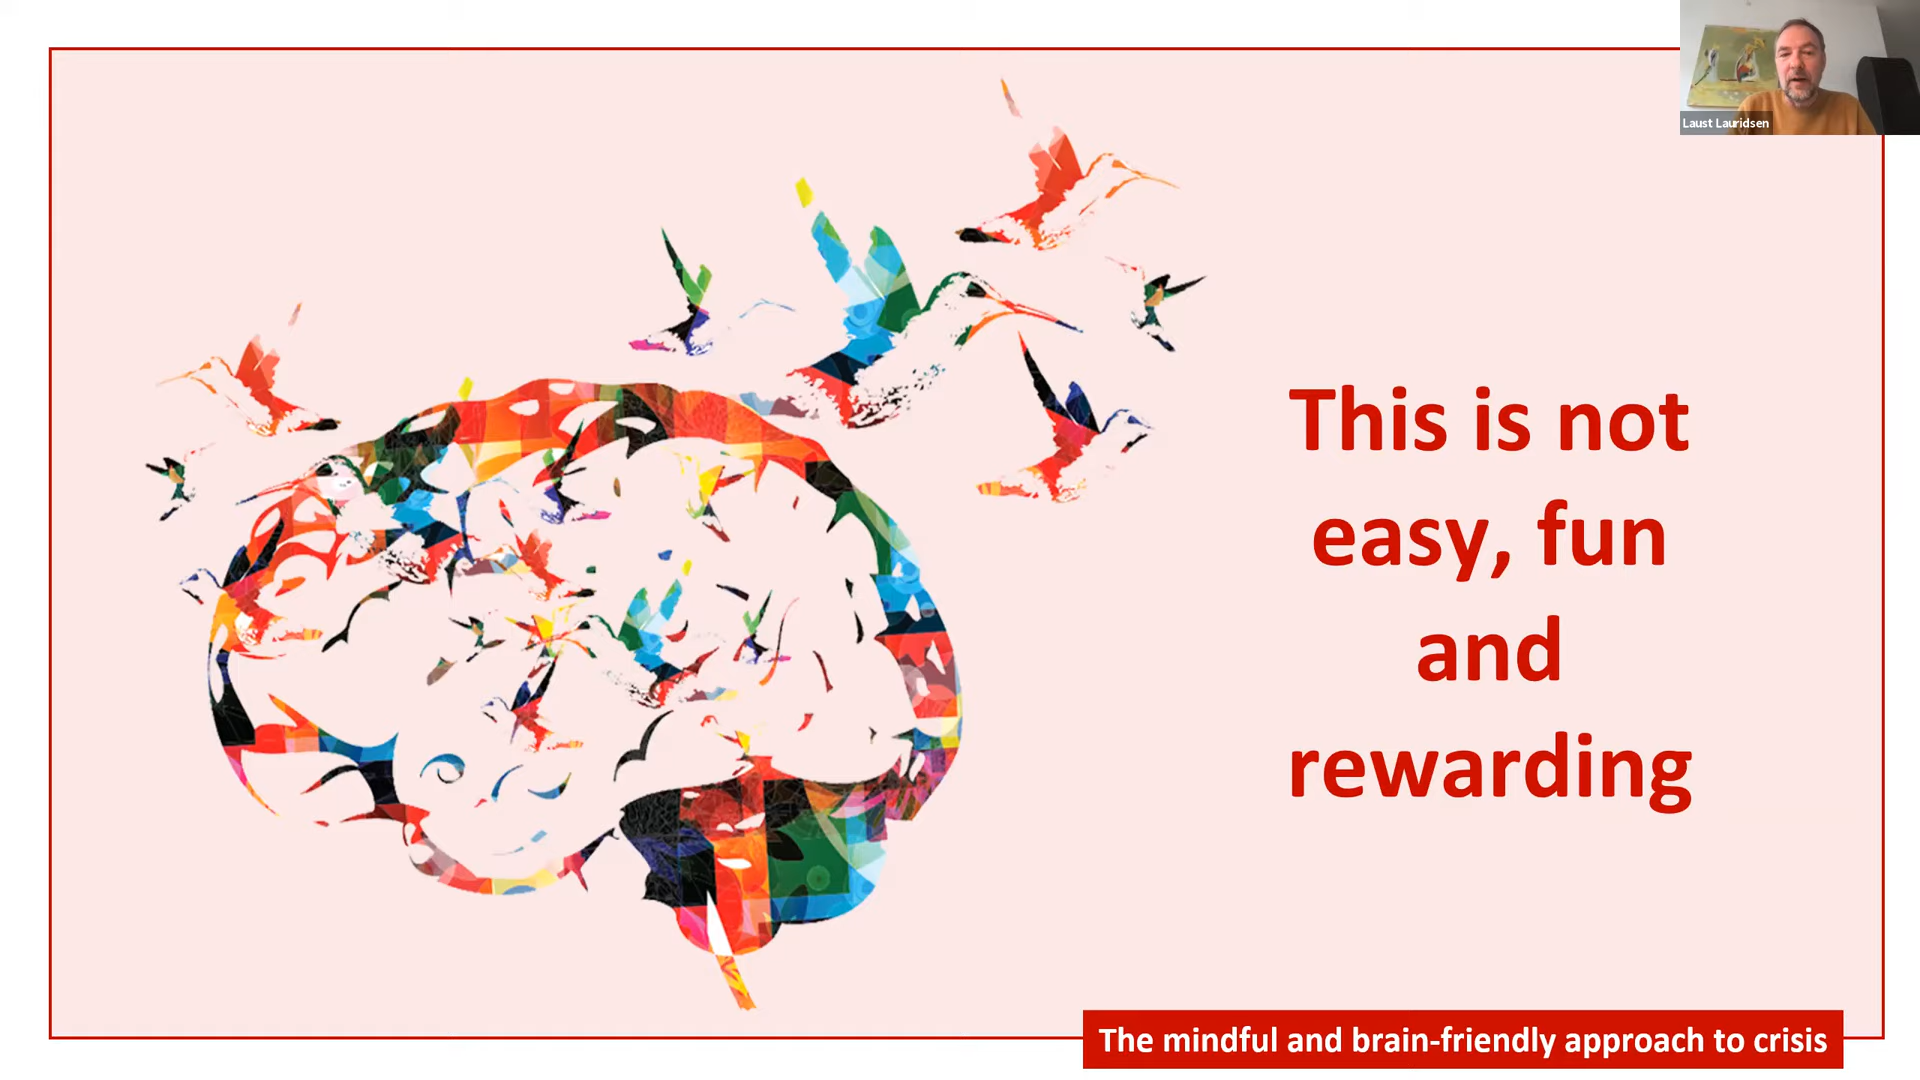 Laust Lauridsen
This is not
easy, fun
and
rewarding
The mindful and brain-friendly approach to crisis